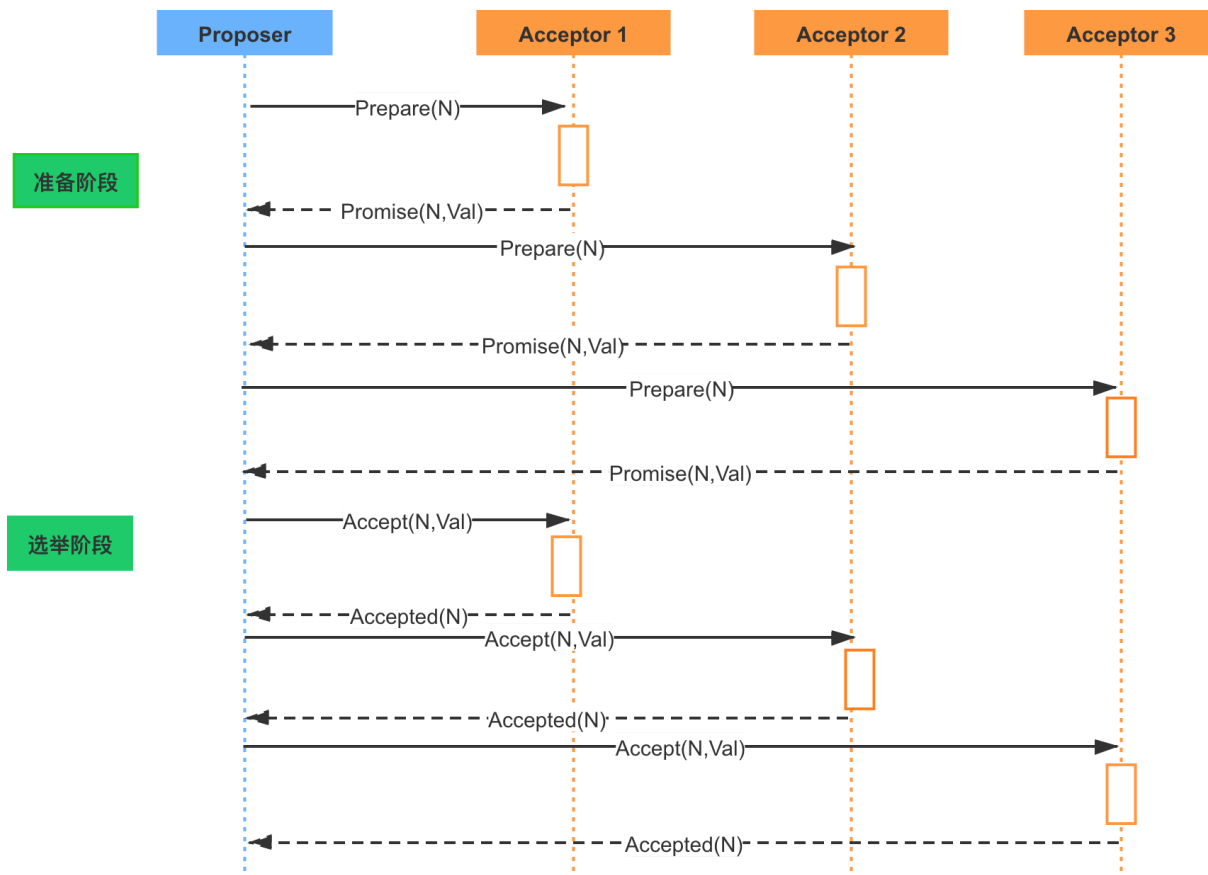 Proposer
Acceptor 1
Acceptor 2
Acceptor 3
Prepare(N)
准备阶段
Promise(N,Val)
Prepare(N)
Promise(N,Val)
Prepare(N)
Promise(N,Val)
Accept(N,Val)
选举阶段
Accepted(N)
Accept(N,Val)
Accepted(N)
Accept(N,Val)
Accepted(N)